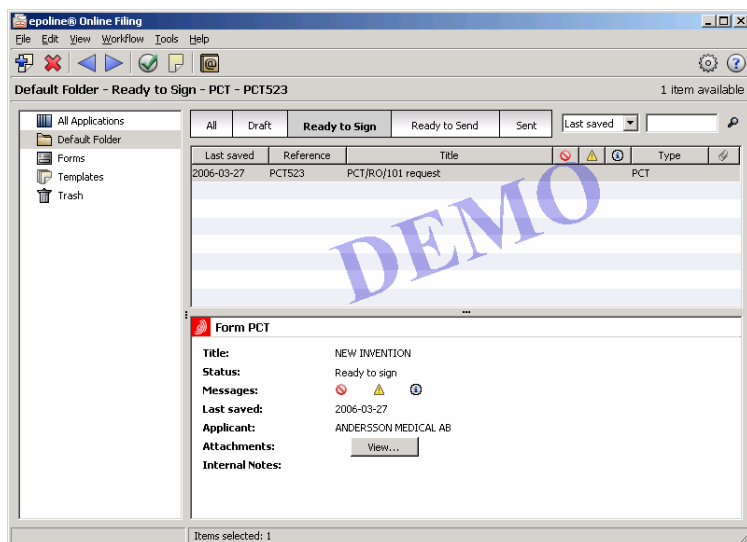 epoline® Online Filing
File Edit View Workflow Tools Help
Default Folder - Ready to Sign - PCT - PCT523 1 item available
All Applications
Default Folder
Forms
Templates
Trash
All Draft Ready to Sign Ready to Send Sent Last saved
Last saved Reference Title Type
2006-03-27 PCT523 PCT/RO/101 request PCT
DEMO
Form PCT
Title: NEW INVENTION
Status: Ready to sign
Messages:
Last saved: 2006-03-27
Applicant: ANDERSSON MEDICAL AB
Attachments: View...
Internal Notes:
Items selected: 1